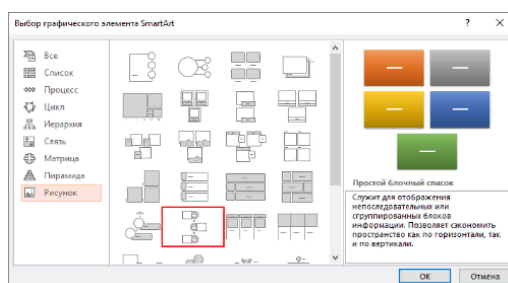 Выбор графического элемента SmartArt
?
Все
Список
Процесс
Цикл
Иерархия
Связь
Матрица
Пирамида
Рисунок
Простой блочный список
Служит для отображения
непоследовательных или
сгруппированных блоков
информации. Позволяет сэкономить
пространство как по горизонтали, так
и по вертикали.
ОК
Отмена